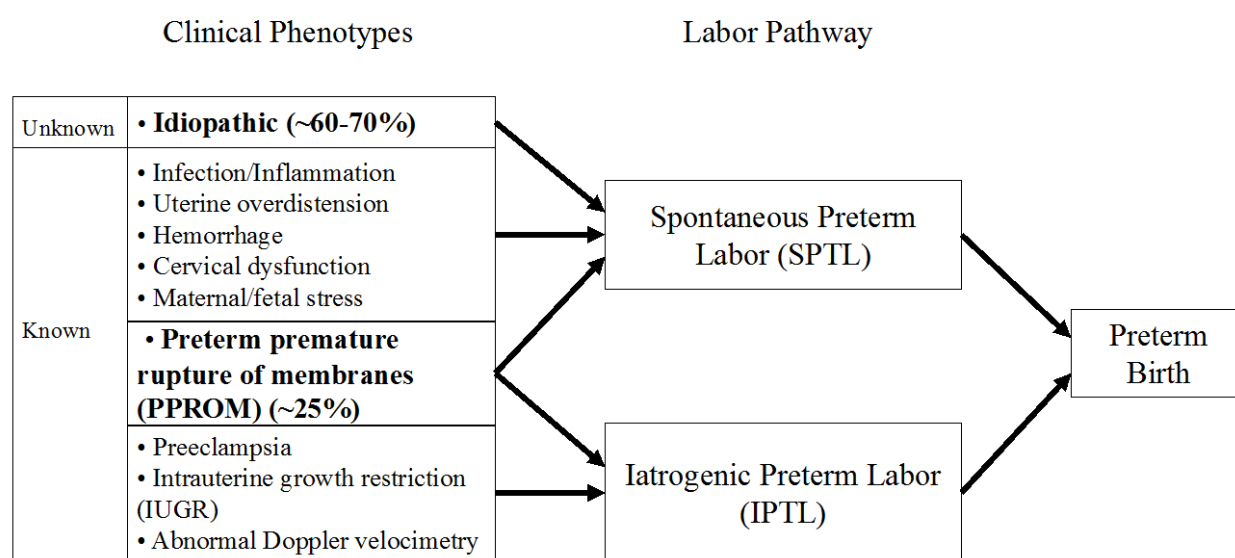 Clinical Phenotypes
Labor Pathway
Unknown
• Idiopathic (~60-70%)
Known
• Infection/Inflammation
• Uterine overdistension
• Hemorrhage
• Cervical dysfunction
• Maternal/fetal stress
• Preterm premature
rupture of membranes
(PPROM) (~25%)
• Preeclampsia
• Intrauterine growth restriction
(IUGR)
• Abnormal Doppler velocimetry
Spontaneous Preterm
Labor (SPTL)
Iatrogenic Preterm Labor
(IPTL)
Preterm
Birth